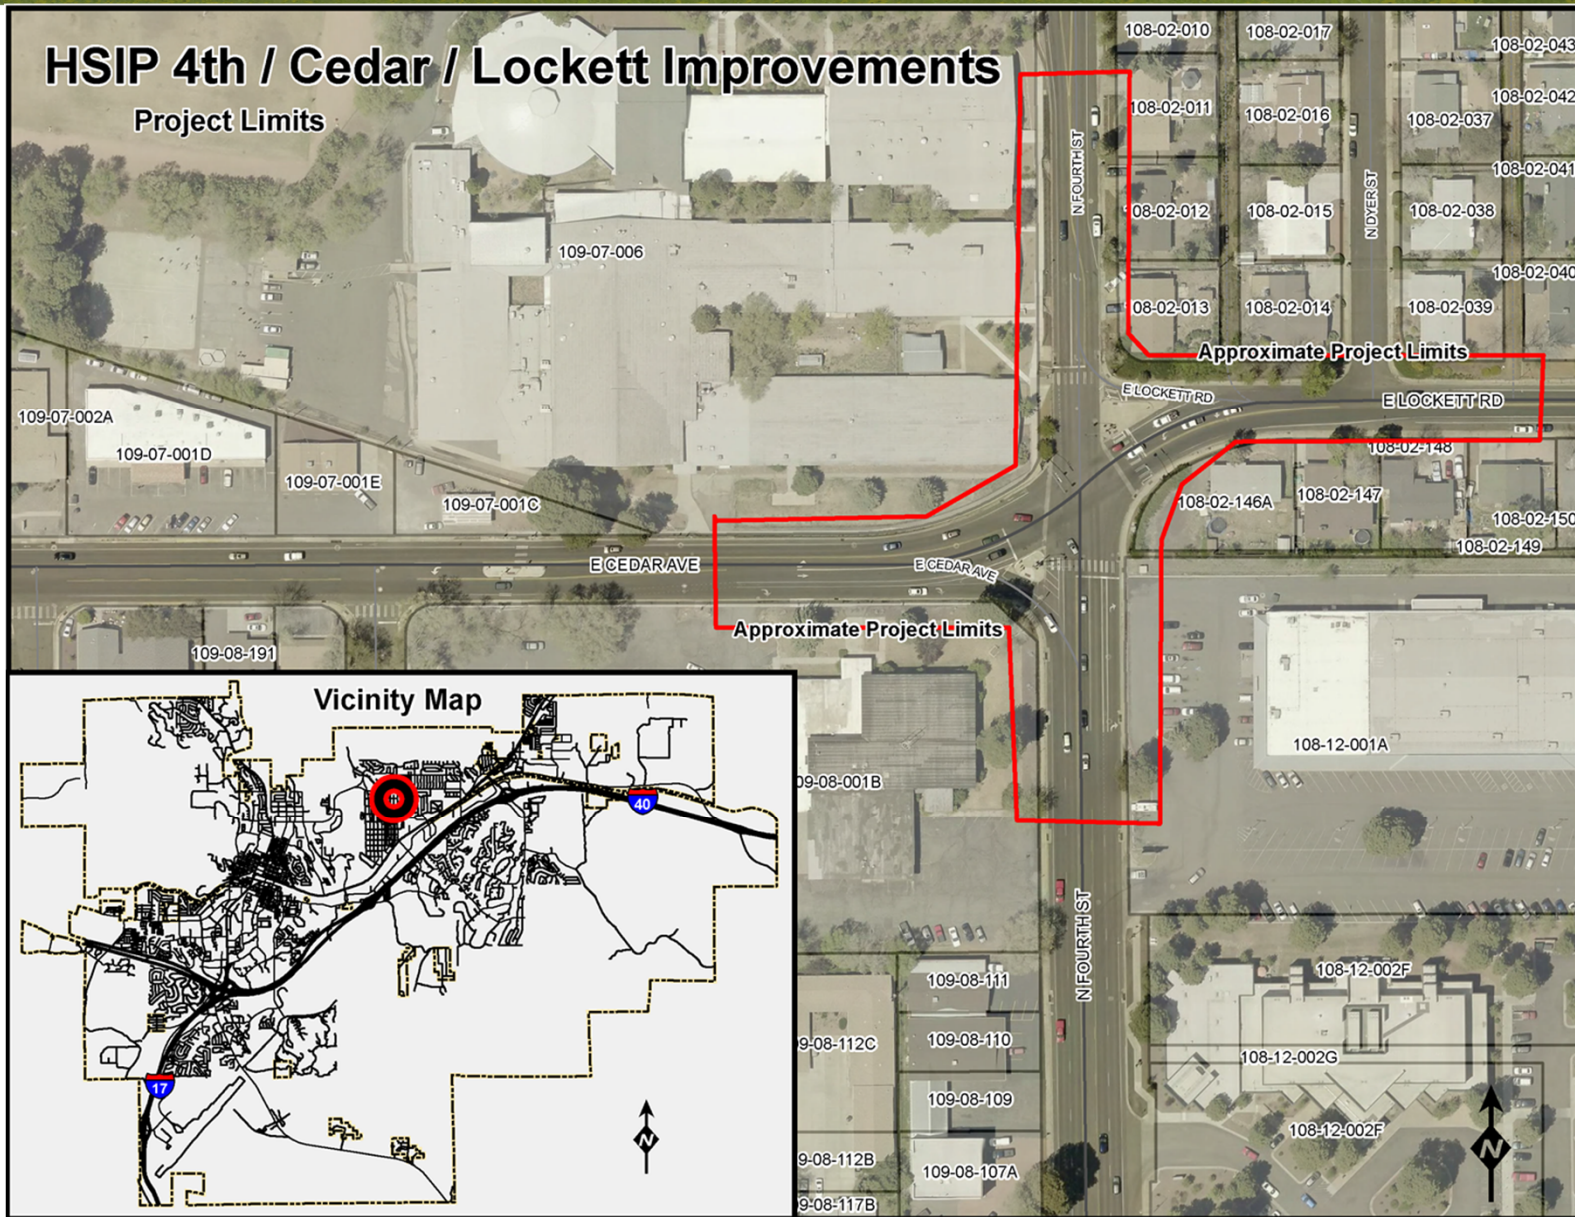 HSIP 4th / Cedar / Lockett Improvements
Project Limits
108-02-010
108-02-017
108-02-043
108-02-011
108-02-016
108-02-037
108-02-042
N FOURTH ST
108-02-041
108-02-012
108-02-015
108-02-038
N DYER ST
109-07-006
108-02-040
108-02-013
108-02-014
108-02-039
Approximate Project Limits
E LOCKETT RD
E LOCKETT RD
109-07-002A
109-07-001D
109-07-001E
109-07-001C
108-02-148
108-02-146A
108-02-147
108-02-150
108-02-149
E CEDAR AVE
E CEDAR AVE
Approximate Project Limits
109-08-191
108-12-001A
09-08-001B
N FOURTH ST
109-08-111
108-12-002F
109-08-110
9-08-112C
108-12-002G
109-08-109
108-12-002F
9-08-112B
109-08-107A
9-08-117B
N
Vicinity Map
40
17
N